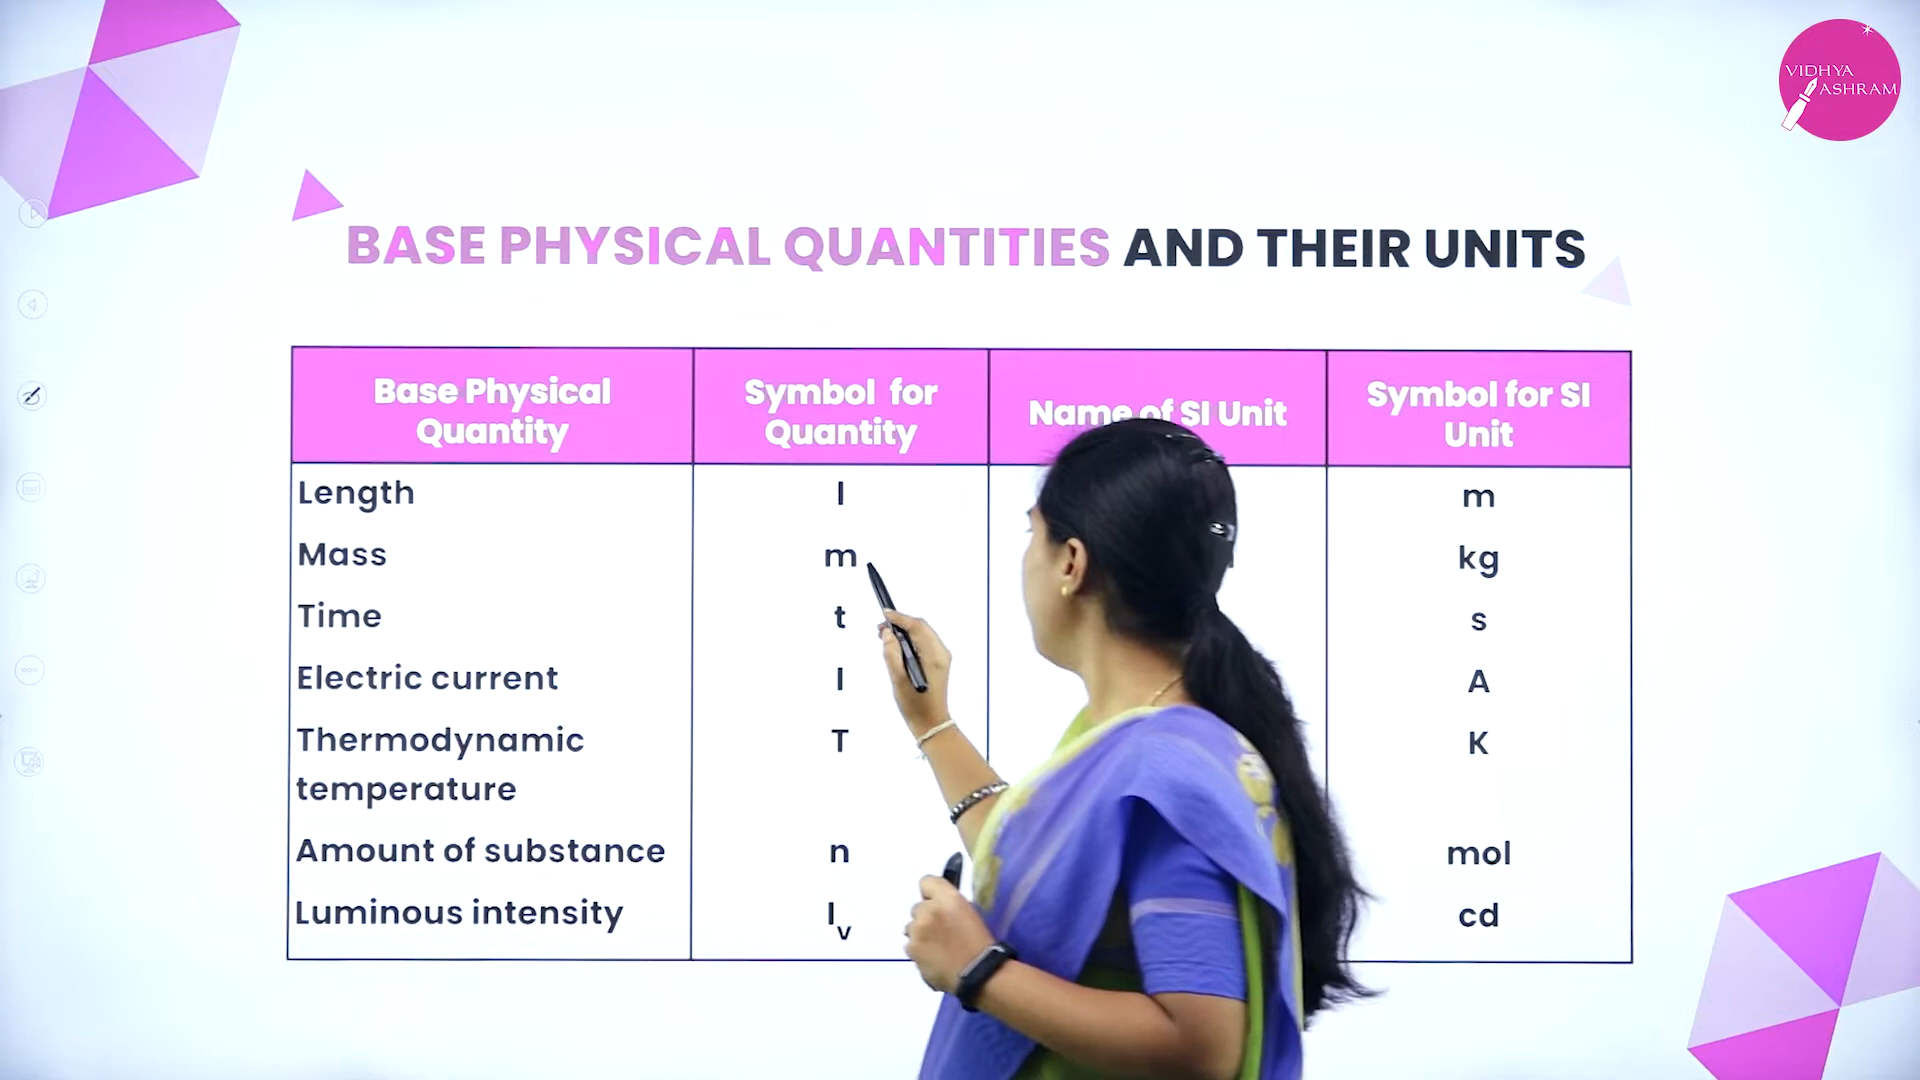 VIDHYA
ASHRAM
BASE PHYSICAL QUANTITIES AND THEIR UNITS
Base Physical Quantity
Symbol for Quantity
Name of SI Unit
Symbol for SI Unit
Length l m
Mass m kg
Time t s
Electric current I A
Thermodynamic temperature T K
Amount of substance n mol
Luminous intensity Iv cd